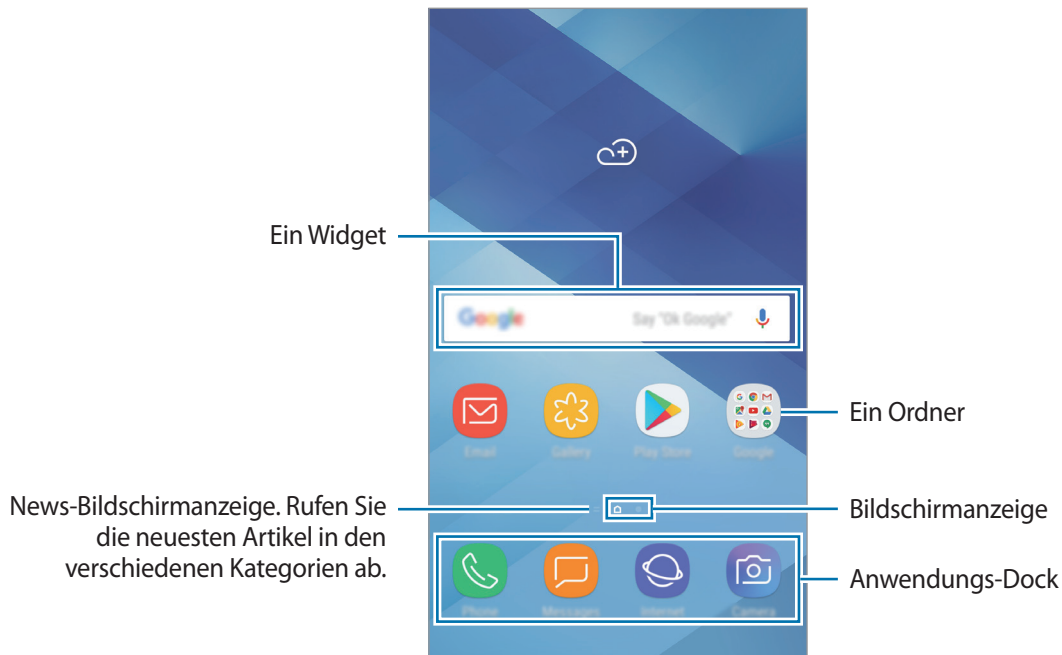 Ein Widget
Google Say "Ok Google"
Email Gallery Play Store Google
Ein Ordner
News-Bildschirmanzeige. Rufen Sie
die neuesten Artikel in den
verschiedenen Kategorien ab.
Bildschirmanzeige
Phone Messages Internet Camera
Anwendungs-Dock